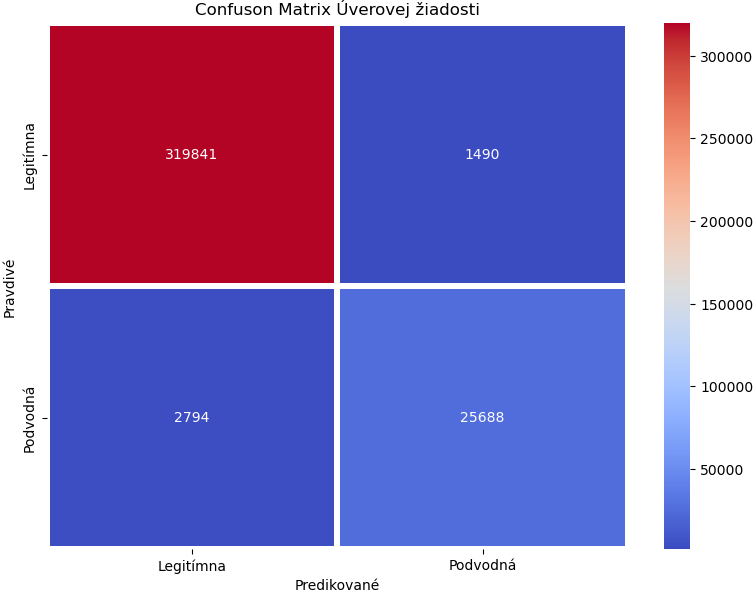 Confuson Matrix Úverovej žiadosti
Legitímna
319841
1490
Pravdivé
Podvodná
2794
25688
Legitímna
Podvodná
Predikované
300000
250000
200000
150000
100000
50000